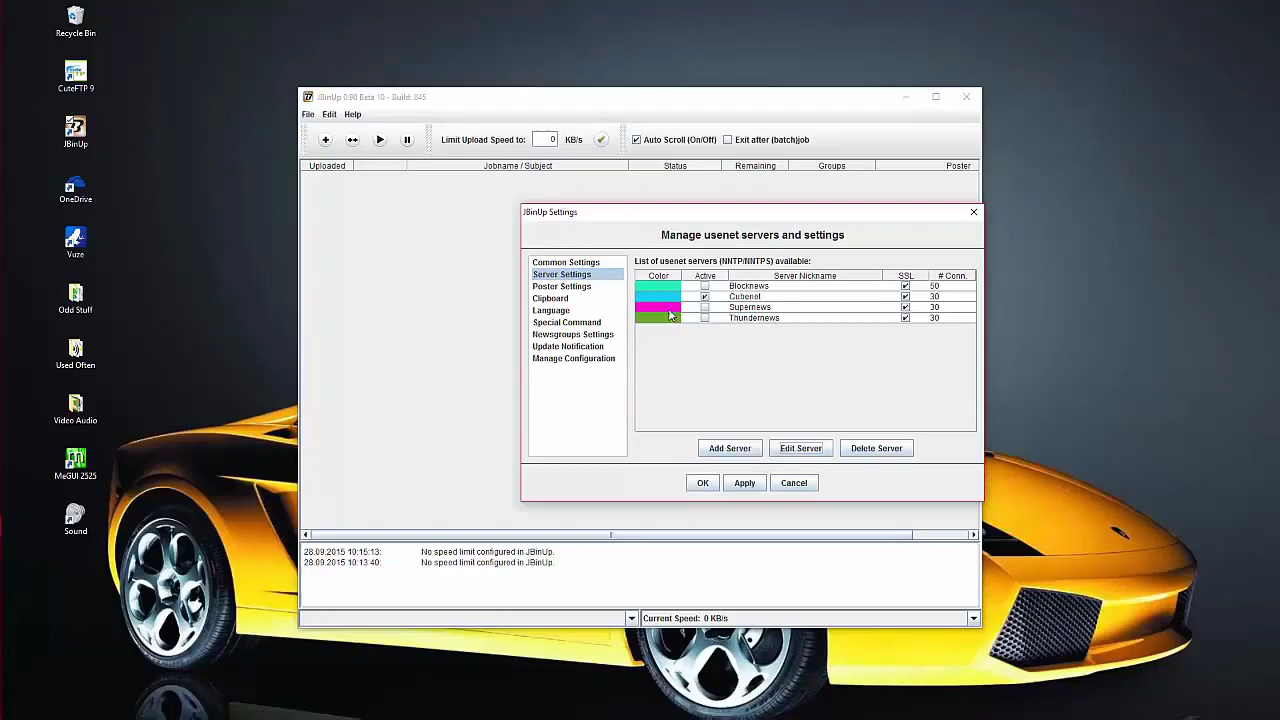 Recycle Bin
CuteFTP 9
JBinUp
OneDrive
Vuze
Odd Stuff
Used Often
Video Audio
MeGUI 2525
Sound
JBinUp 0.90 Beta 10 - Build: 845
File Edit Help
Limit Upload Speed to: 0 KB/s Auto Scroll (On/Off) Exit after (batch)job
Uploaded Jobname / Subject Status Remaining Groups Poster
JBinUp Settings
Manage usenet servers and settings
Common Settings
Server Settings
Poster Settings
Clipboard
Language
Special Command
Newsgroups Settings
Update Notification
Manage Configuration
List of usenet servers (NNTP/NNTPS) available:
Color Active Server Nickname SSL # Conn.
Blocknews 50
Cubenet 30
Supernews 30
Thundernews 30
Add Server Edit Server Delete Server
OK Apply Cancel
28.09.2015 10:15:13: No speed limit configured in JBinUp.
28.09.2015 10:13:40: No speed limit configured in JBinUp.
Current Speed: 0 KB/s